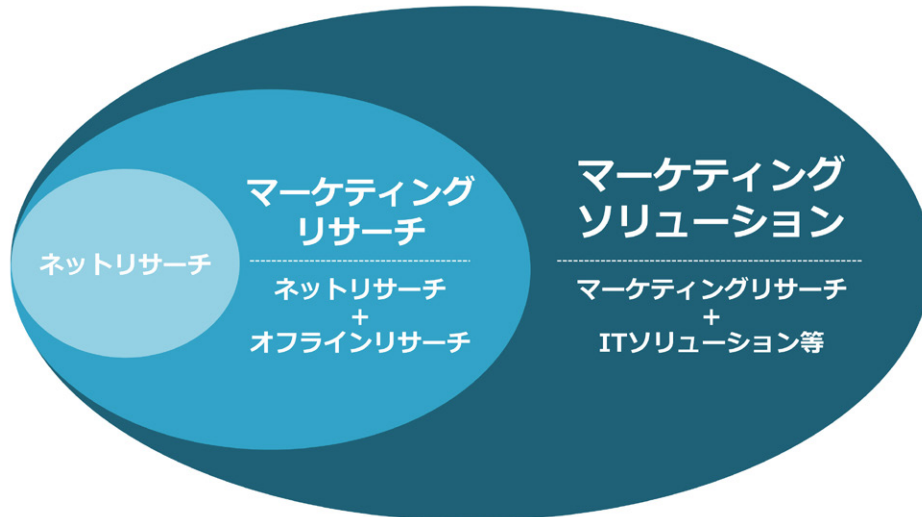 ネットリサーチ
マーケティング
リサーチ
ネットリサーチ
+
オフラインリサーチ
マーケティング
ソリューション
マーケティングリサーチ
+
ITソリューション等